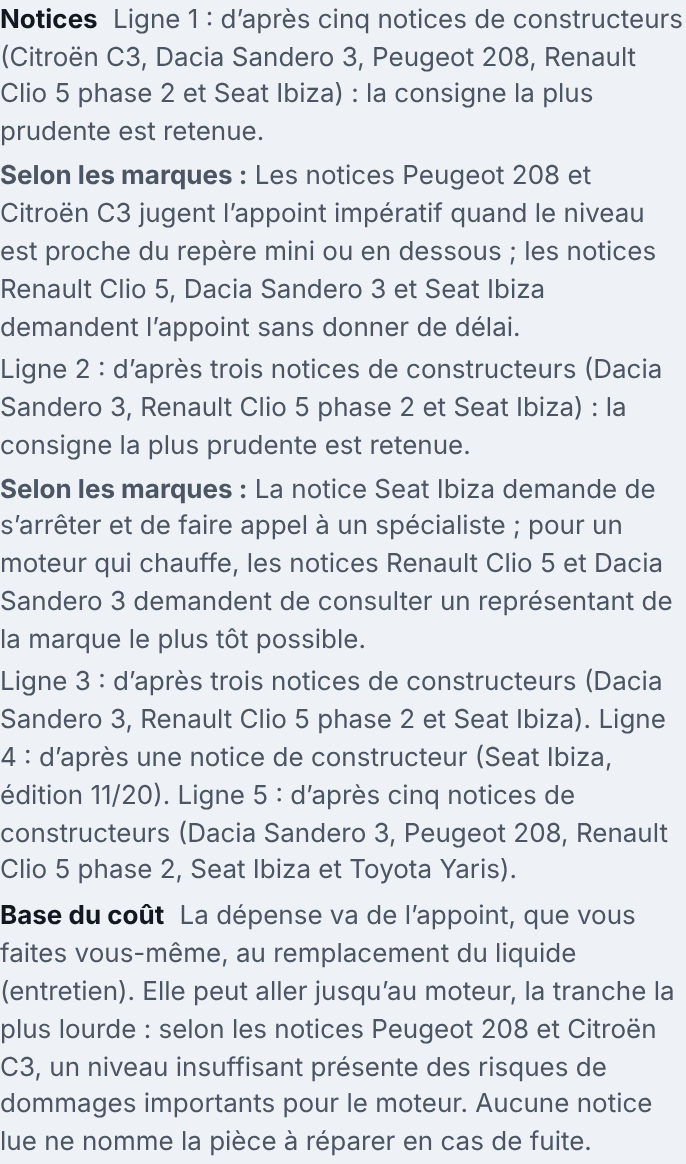 Notices Ligne 1 : d’après cinq notices de constructeurs
(Citroën C3, Dacia Sandero 3, Peugeot 208, Renault
Clio 5 phase 2 et Seat Ibiza) : la consigne la plus
prudente est retenue.
Selon les marques : Les notices Peugeot 208 et
Citroën C3 jugent l’appoint impératif quand le niveau
est proche du repère mini ou en dessous ; les notices
Renault Clio 5, Dacia Sandero 3 et Seat Ibiza
demandent l’appoint sans donner de délai.
Ligne 2 : d’après trois notices de constructeurs (Dacia
Sandero 3, Renault Clio 5 phase 2 et Seat Ibiza) : la
consigne la plus prudente est retenue.
Selon les marques : La notice Seat Ibiza demande de
s’arrêter et de faire appel à un spécialiste ; pour un
moteur qui chauffe, les notices Renault Clio 5 et Dacia
Sandero 3 demandent de consulter un représentant de
la marque le plus tôt possible.
Ligne 3 : d’après trois notices de constructeurs (Dacia
Sandero 3, Renault Clio 5 phase 2 et Seat Ibiza). Ligne
4 : d’après une notice de constructeur (Seat Ibiza,
édition 11/20). Ligne 5 : d’après cinq notices de
constructeurs (Dacia Sandero 3, Peugeot 208, Renault
Clio 5 phase 2, Seat Ibiza et Toyota Yaris).
Base du coût La dépense va de l’appoint, que vous
faites vous-même, au remplacement du liquide
(entretien). Elle peut aller jusqu’au moteur, la tranche la
plus lourde : selon les notices Peugeot 208 et Citroën
C3, un niveau insuffisant présente des risques de
dommages importants pour le moteur. Aucune notice
lue ne nomme la pièce à réparer en cas de fuite.